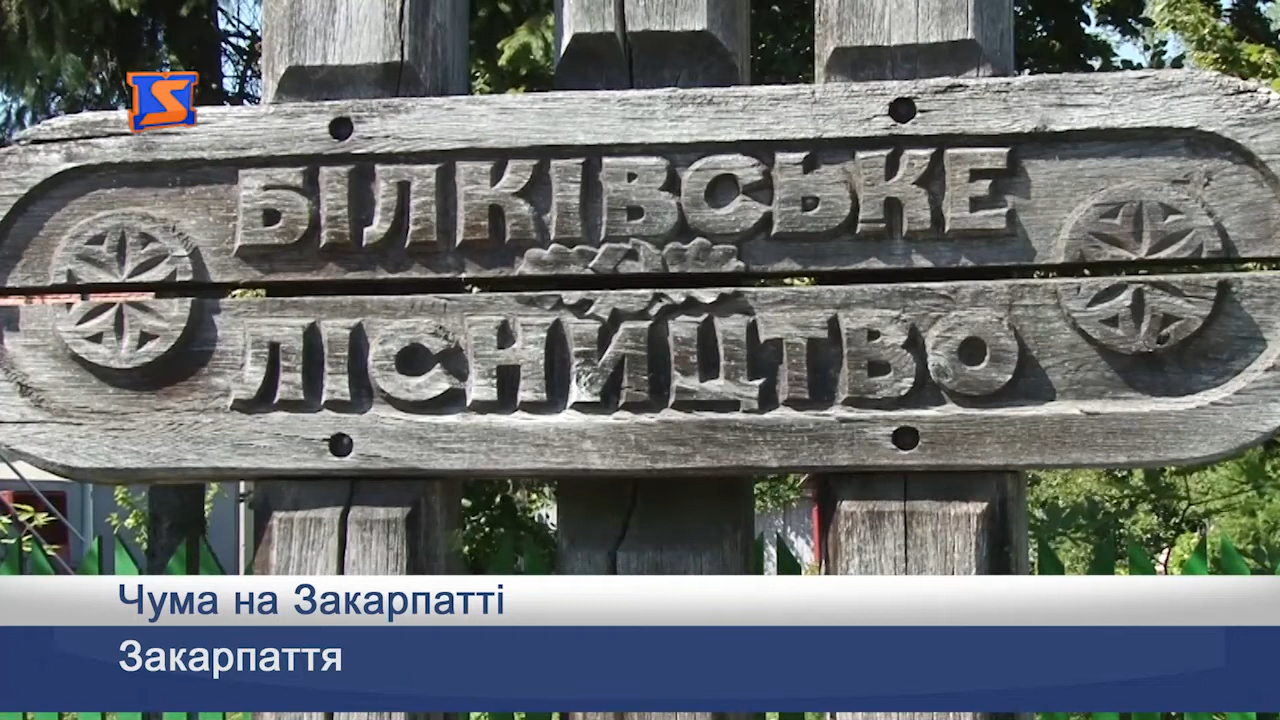 БІЛКІВСЬКЕ
ЛІСНИЦТВО
Чума на Закарпатті
Закарпаття